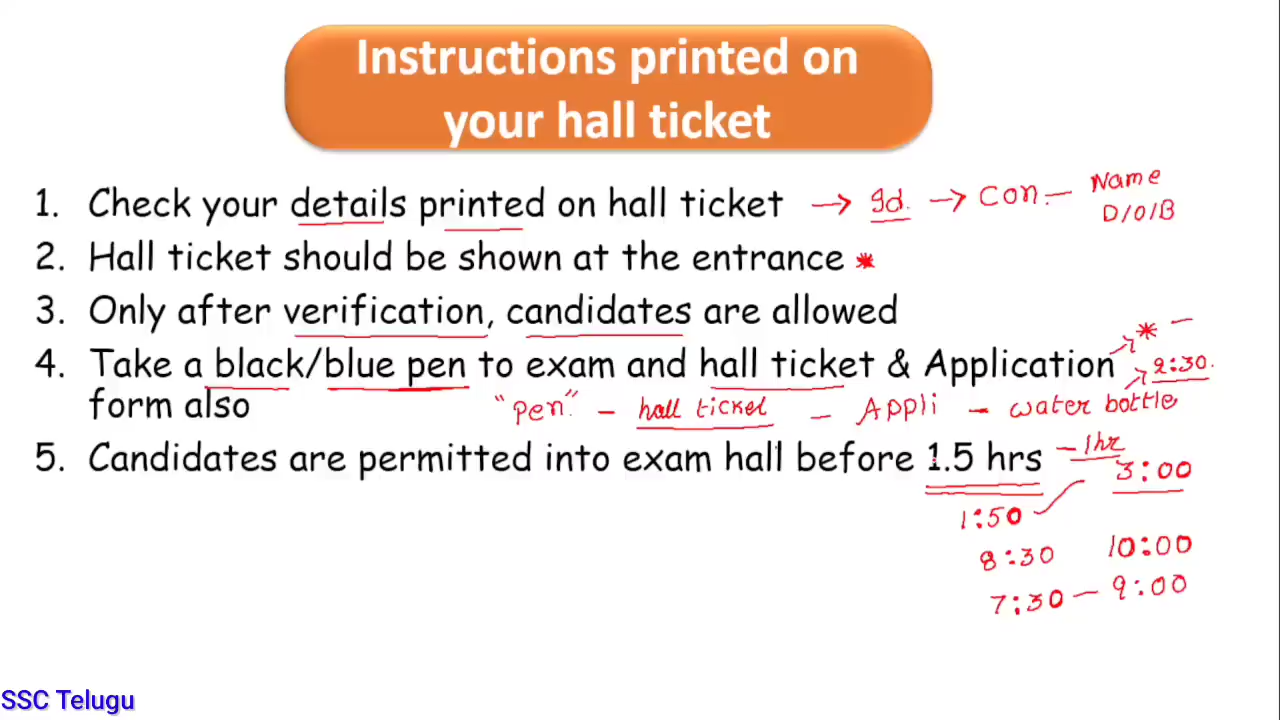 Instructions printed on
your hall ticket
1. Check your details printed on hall ticket → Id. → Con. — Name
D/O/B
2. Hall ticket should be shown at the entrance *
3. Only after verification, candidates are allowed
* —
4. Take a black/blue pen to exam and hall ticket & Application 2:30.
form also "pen" - hall ticket - Appli - water bottle
5. Candidates are permitted into exam hall before 1.5 hrs - 1hr
3:00
1:50
8:30 10:00
7:30 — 9:00
SSC Telugu